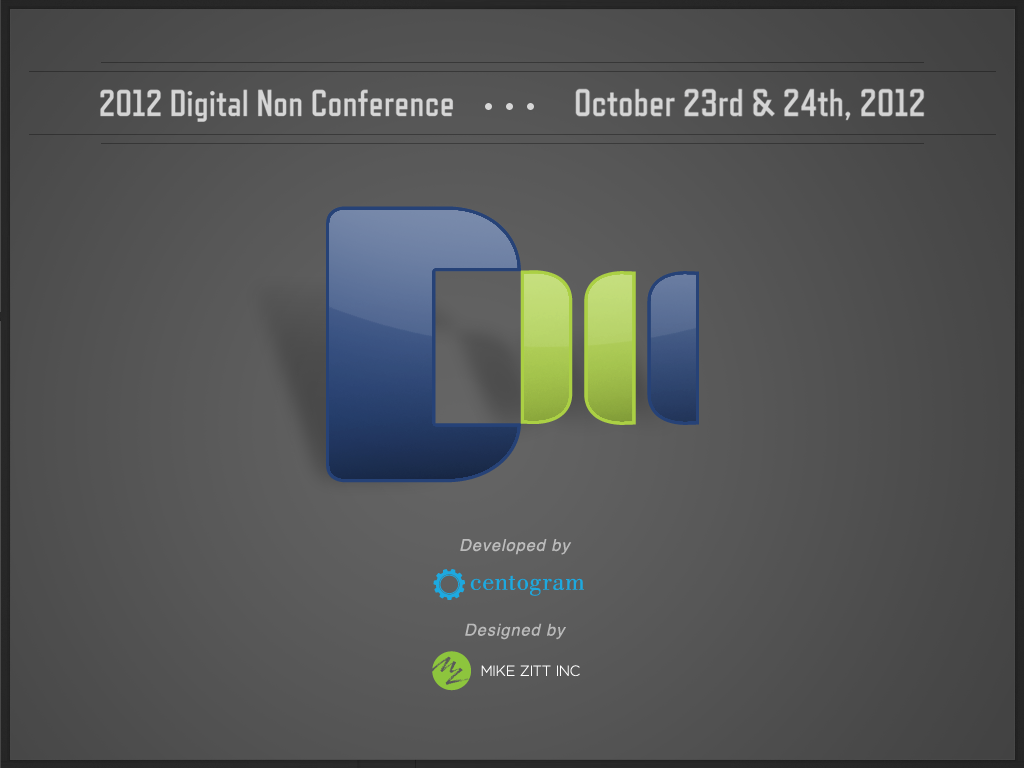 2012 Digital Non Conference • • • October 23rd & 24th, 2012
Developed by
centogram
Designed by
MZ MIKE ZITT INC